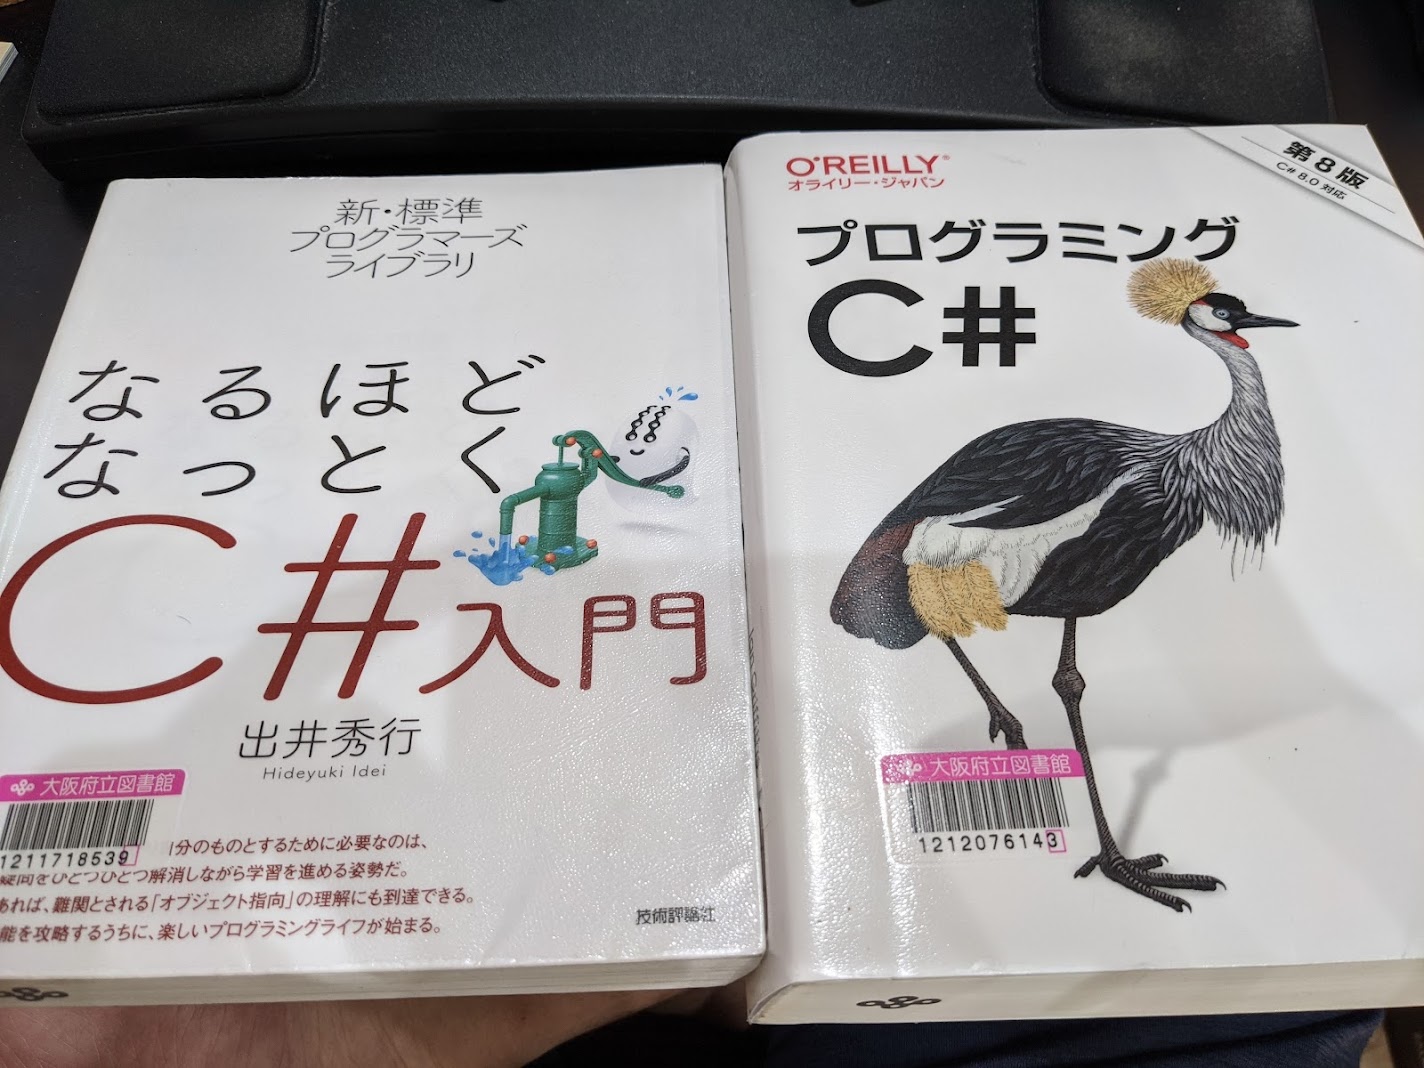 新・標準
プログラマーズ
ライブラリ
なるほど
なっとく
C#入門
出井秀行
Hideyuki Idei
大阪府立図書館
1211718539
分のものとするために必要なのは、
疑問をひとつひとつ解消しながら学習を進める姿勢だ。
あれば、難関とされる「オブジェクト指向」の理解にも到達できる。
能を攻略するうちに、楽しいプログラミングライフが始まる。
技術評論社
O'REILLY®
オライリー・ジャパン
第8版
C# 8.0 対応
プログラミング
C#
大阪府立図書館
1212076143